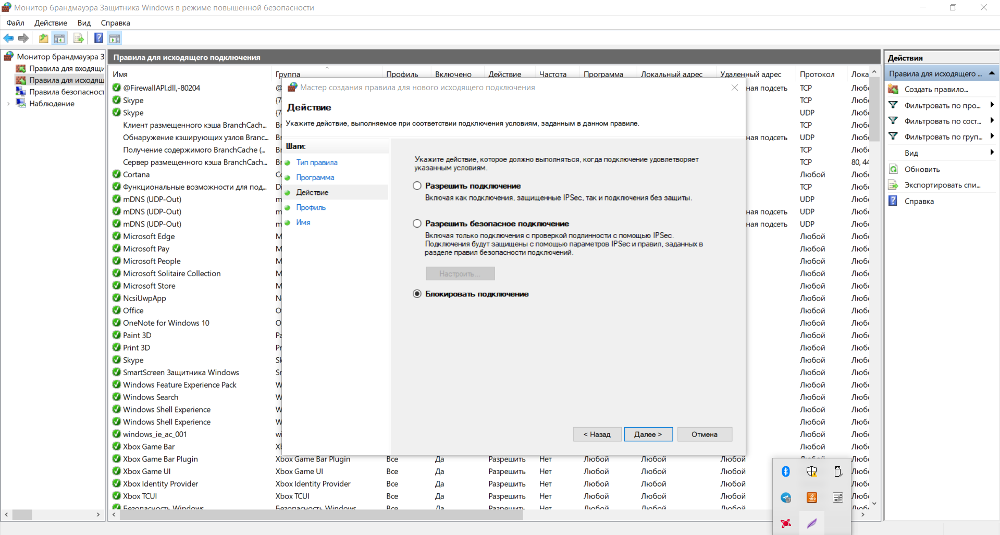 Монитор брандмауэра Защитника Windows в режиме повышенной безопасности
Файл Действие Вид Справка
Монитор брандмауэра З
Правила для входящи
Правила для исходящ
Правила безопасност
Наблюдение
Правила для исходящего подключения
Имя Группа Профиль Включено Действие Частота Программа Локальный адрес Удаленный адрес Протокол Лока
@FirewallAPI.dll,-80204 @ ная подсеть TCP Любо
Skype {7 TCP Любо
Skype {7 UDP Любо
Клиент размещенного кэша BranchCach... Br TCP Любо
Обнаружение кэширующих узлов Branc... Br ная подсеть UDP Любо
Получение содержимого BranchCache (... Br TCP Любо
Сервер размещенного кэша BranchCach... Br TCP 80, 44
Cortana Co Любой Любо
Функциональные возможности для под... Di TCP Любо
mDNS (UDP-Out) m UDP Любо
mDNS (UDP-Out) m ная подсеть UDP Любо
mDNS (UDP-Out) m ная подсеть UDP Любо
Microsoft Edge M Любой Любо
Microsoft Pay M Любой Любо
Microsoft People M Любой Любо
Microsoft Solitaire Collection M Любой Любо
Microsoft Store M Любой Любо
NcsiUwpApp N Любой Любо
Office O Любой Любо
OneNote for Windows 10 O Любой Любо
Paint 3D Pa Любой Любо
Print 3D Pr Любой Любо
Skype Sk Любой Любо
SmartScreen Защитника Windows Sr Любой Любо
Windows Feature Experience Pack W Любой Любо
Windows Search W Любой Любо
Windows Shell Experience W Любой Любо
Windows Shell Experience W Любой Любо
windows_ie_ac_001 wi Любой Любо
Xbox Game Bar Xb Любой Любо
Xbox Game Bar Plugin Xbox Game Bar Plugin Все Да Разрешить Нет Любой Любой Любой Любой Любо
Xbox Game UI Xbox Game UI Все Да Разрешить Нет Любой Любой Любой Любо
Xbox Identity Provider Xbox Identity Provider Все Да Разрешить Нет Любой Любой Любой Любо
Xbox TCUI Xbox TCUI Все Да Разрешить Нет Любой Любой Любой Любо
Безопасность Windows Безопасность Windows Все Да Разрешить Нет Любой Любой Любой Любо
Мастер создания правила для нового исходящего подключения
Действие
Укажите действие, выполняемое при соответствии подключения условиям, заданным в данном правиле.
Шаги:
Тип правила
Программа
Действие
Профиль
Имя
Укажите действие, которое должно выполняться, когда подключение удовлетворяет
указанным условиям.
Разрешить подключение
Включая как подключения, защищенные IPSec, так и подключения без защиты.
Разрешить безопасное подключение
Включая только подключения с проверкой подлинности с помощью IPSec.
Подключения будут защищены с помощью параметров IPSec и правил, заданных в
разделе правил безопасности подключений.
Настроить...
Блокировать подключение
< Назад Далее > Отмена
Действия
Правила для исходящего ...
Создать правило...
Фильтровать по про...
Фильтровать по сост...
Фильтровать по груп...
Вид
Обновить
Экспортировать спи...
Справка